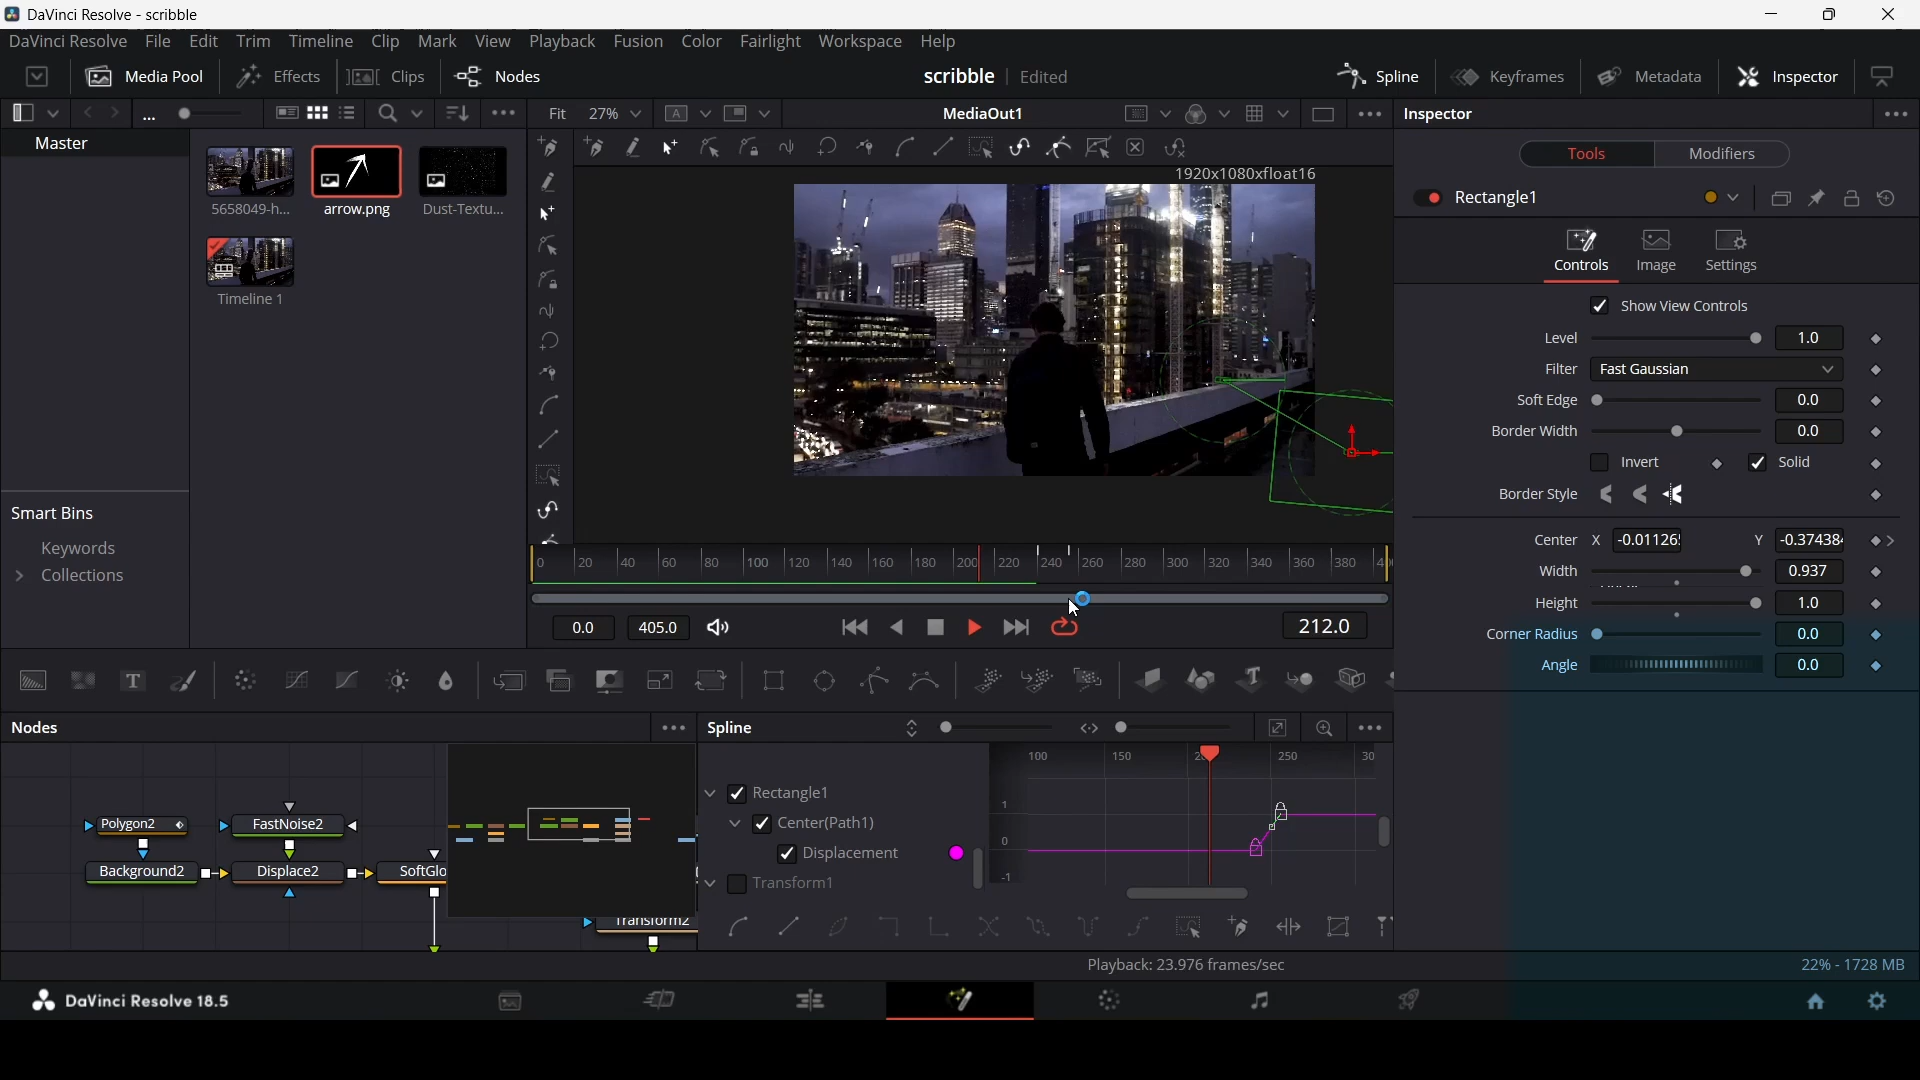 DaVinci Resolve - scribble
DaVinci Resolve File Edit Trim Timeline Clip Mark View Playback Fusion Color Fairlight Workspace Help
Media Pool Effects Clips Nodes scribble Edited Spline Keyframes Metadata Inspector
... Fit 27% A MediaOut1 Inspector
Master
Tools Modifiers
1920x1080xfloat16
Rectangle1
5658049-h... arrow.png Dust-Textu...
Controls Image Settings
Timeline 1
Show View Controls
Level 1.0
Filter Fast Gaussian
Soft Edge 0.0
Border Width 0.0
Invert Solid
Border Style
Smart Bins
Keywords
Collections
Center X -0.01126 Y -0.37438
Width 0.937
Height 1.0
Corner Radius 0.0
Angle 0.0
0 20 40 60 80 100 120 140 160 180 200 220 240 260 280 300 320 340 360 380
0.0 405.0 212.0
T
Nodes Spline
Polygon2 FastNoise2
Background2 Displace2 SoftGlo
Transform2
Rectangle1
Center(Path1)
Displacement
Transform1
100 150 250 30
1
0
-1
Playback: 23.976 frames/sec 22% - 1728 MB
DaVinci Resolve 18.5